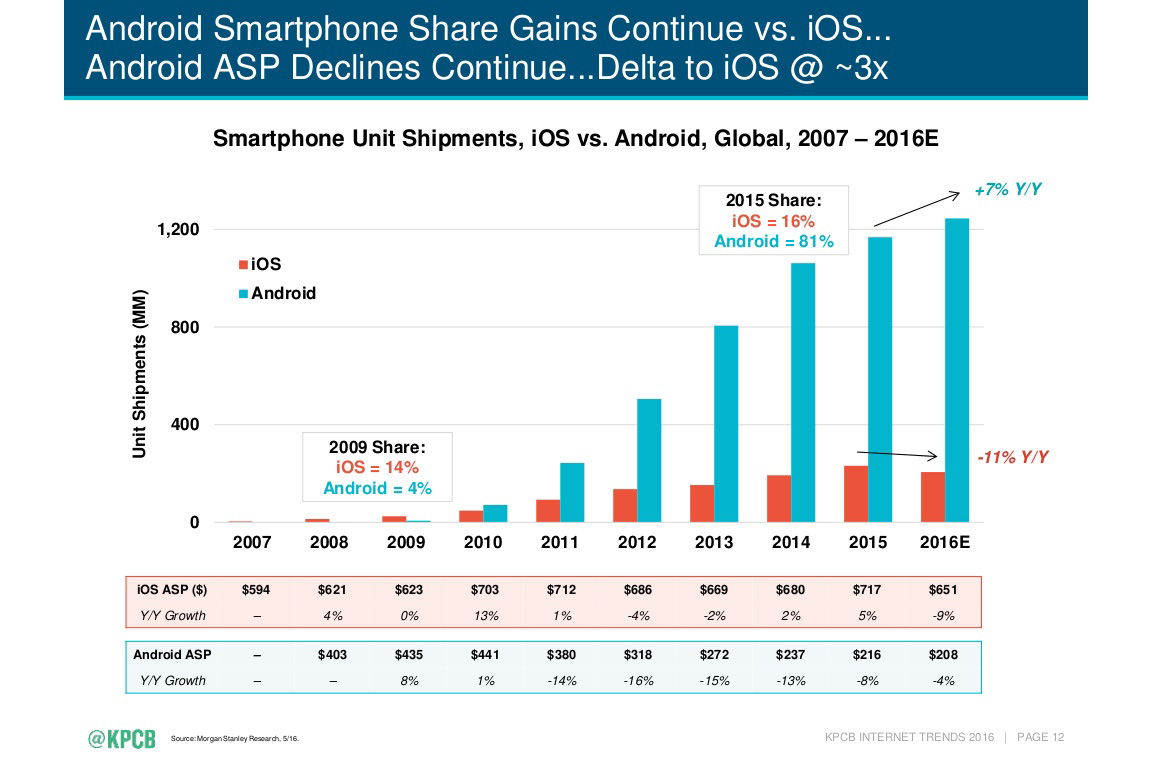 Android Smartphone Share Gains Continue vs. iOS...
Android ASP Declines Continue...Delta to iOS @ ~3x
Smartphone Unit Shipments, iOS vs. Android, Global, 2007 – 2016E
Unit Shipments (MM)
1,200
800
400
0
iOS
Android
2009 Share:
iOS = 14%
Android = 4%
2015 Share:
iOS = 16%
Android = 81%
+7% Y/Y
-11% Y/Y
2007 2008 2009 2010 2011 2012 2013 2014 2015 2016E
iOS ASP ($) $594 $621 $623 $703 $712 $686 $669 $680 $717 $651
Y/Y Growth – 4% 0% 13% 1% -4% -2% 2% 5% -9%
Android ASP – $403 $435 $441 $380 $318 $272 $237 $216 $208
Y/Y Growth – – 8% 1% -14% -16% -15% -13% -8% -4%
@KPCB
Source: Morgan Stanley Research, 5/16.
KPCB INTERNET TRENDS 2016 | PAGE 12